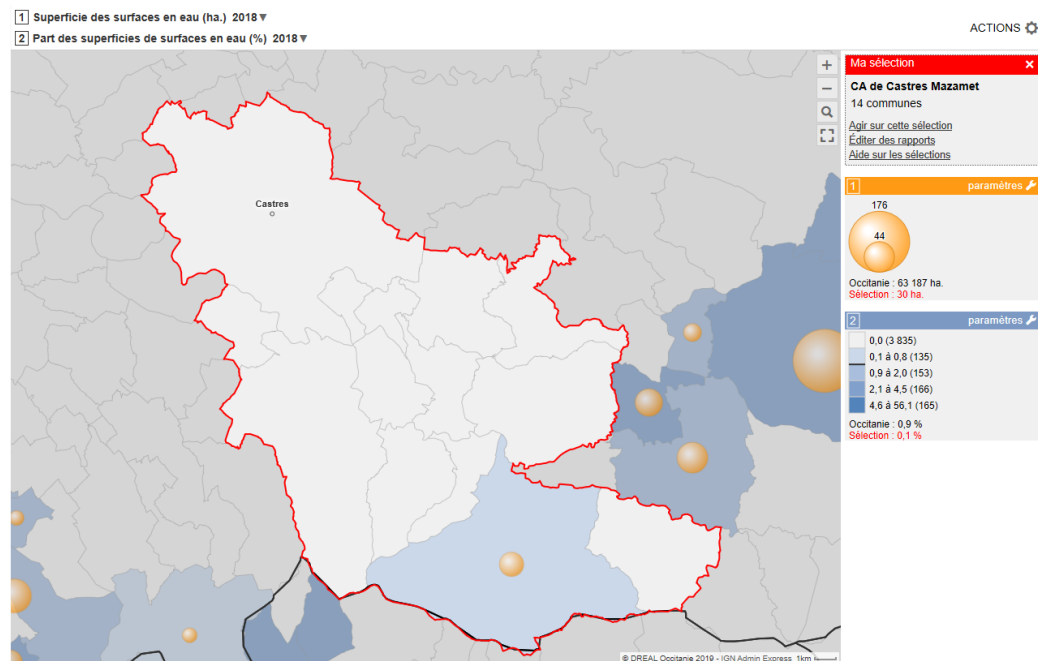 1 Superficie des surfaces en eau (ha.) 2018▼
2 Part des superficies de surfaces en eau (%) 2018▼
ACTIONS
Castres
+
−
Ma sélection ×
CA de Castres Mazamet
14 communes
Agir sur cette sélection
Éditer des rapports
Aide sur les sélections
1 paramètres
176
44
Occitanie : 63 187 ha.
Sélection : 30 ha.
2 paramètres
0,0 (3 835)
0,1 à 0,8 (135)
0,9 à 2,0 (153)
2,1 à 4,5 (166)
4,6 à 56,1 (165)
Occitanie : 0,9 %
Sélection : 0,1 %
© DREAL Occitanie 2019 - IGN Admin Express 1km